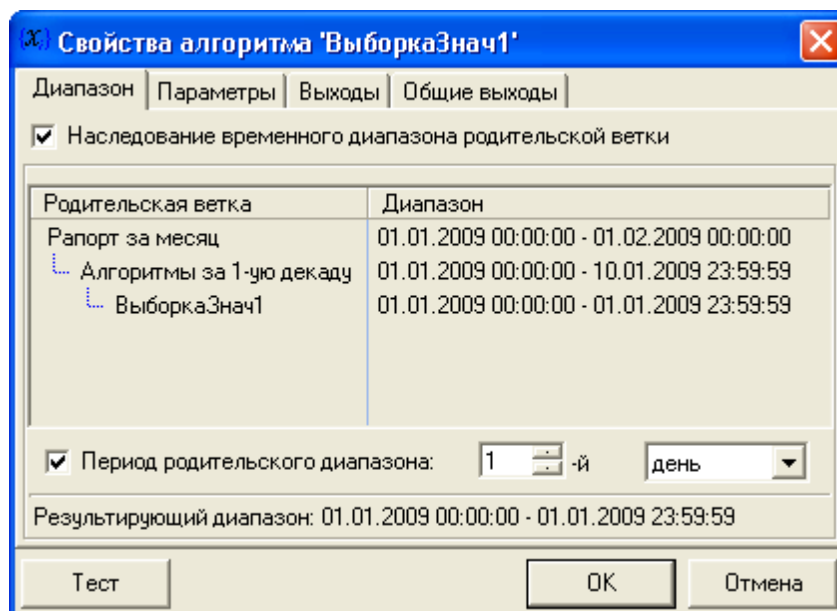 {X} Свойства алгоритма 'ВыборкаЗнач1'
Диапазон Параметры Выходы Общие выходы
Наследование временного диапазона родительской ветки
Родительская ветка Диапазон
Рапорт за месяц 01.01.2009 00:00:00 - 01.02.2009 00:00:00
Алгоритмы за 1-ую декаду 01.01.2009 00:00:00 - 10.01.2009 23:59:59
ВыборкаЗнач1 01.01.2009 00:00:00 - 01.01.2009 23:59:59
Период родительского диапазона: 1 -й день
Результирующий диапазон: 01.01.2009 00:00:00 - 01.01.2009 23:59:59
Тест OK Отмена